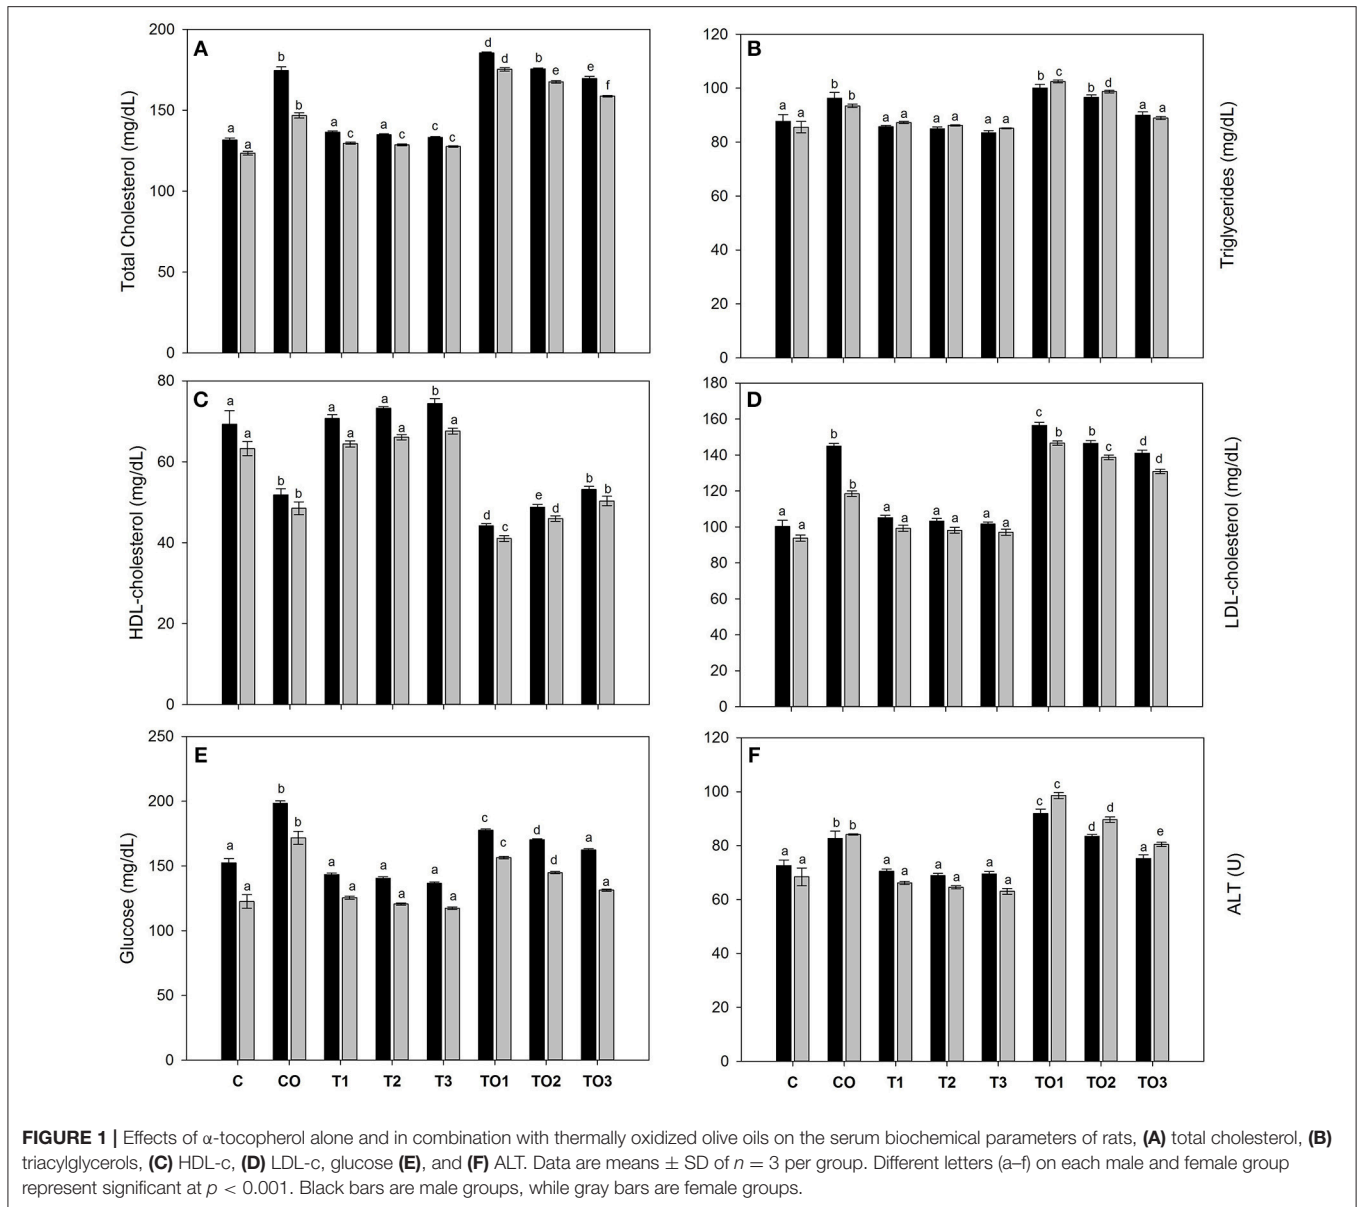 A
Total Cholesterol (mg/dL)
200
150
100
50
0
a a b b a c a c c c d d b e e f
B
Triglycerides (mg/dL)
120
100
80
60
40
20
0
a a b b a a a a a a b c b d a a
C
HDL-cholesterol (mg/dL)
80
60
40
20
0
a a b b a a a a b a d c e d b b
D
LDL-cholesterol (mg/dL)
180
160
140
120
100
80
60
40
20
0
a a b b a a a a a a c b b c d d
E
Glucose (mg/dL)
250
200
150
100
50
0
a a b b a a a a a a c c d d a a
C CO T1 T2 T3 TO1 TO2 TO3
F
ALT (U)
120
100
80
60
40
20
0
a a b b a a a a a a c c d d a e
C CO T1 T2 T3 TO1 TO2 TO3
FIGURE 1 | Effects of α-tocopherol alone and in combination with thermally oxidized olive oils on the serum biochemical parameters of rats, (A) total cholesterol, (B)
triacylglycerols, (C) HDL-c, (D) LDL-c, glucose (E), and (F) ALT. Data are means ± SD of n = 3 per group. Different letters (a–f) on each male and female group
represent significant at p < 0.001. Black bars are male groups, while gray bars are female groups.